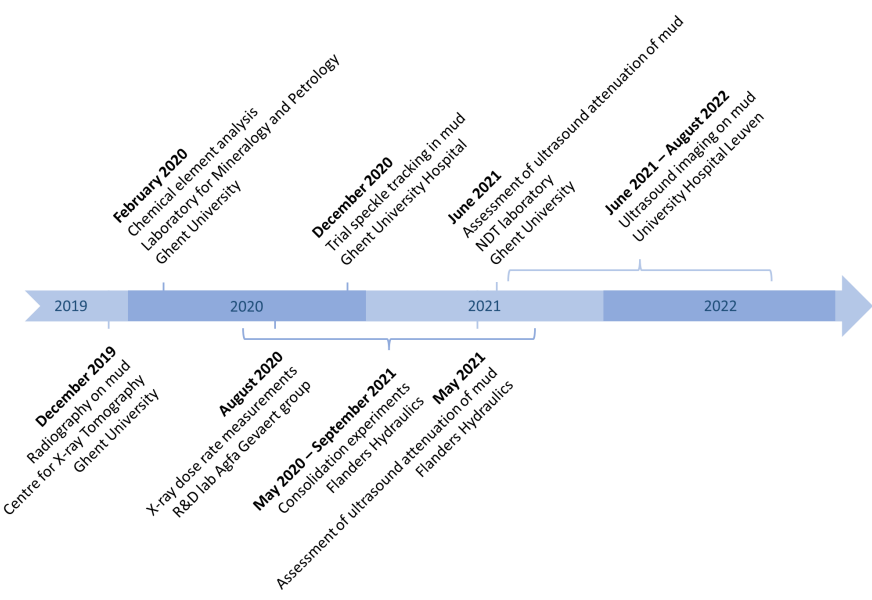 February 2020
Chemical element analysis
Laboratory for Mineralogy and Petrology
Ghent University
December 2020
Trial speckle tracking in mud
Ghent University Hospital
June 2021
Assessment of ultrasound attenuation of mud
NDT laboratory
Ghent University
June 2021 – August 2022
Ultrasound imaging on mud
University Hospital Leuven
2019
2020
2021
2022
December 2019
Radiography on mud
Centre for X-ray Tomography
Ghent University
August 2020
X-ray dose rate measurements
R&D lab Agfa Gevaert group
May 2020 – September 2021
Consolidation experiments
Flanders Hydraulics
May 2021
Assessment of ultrasound attenuation of mud
Flanders Hydraulics